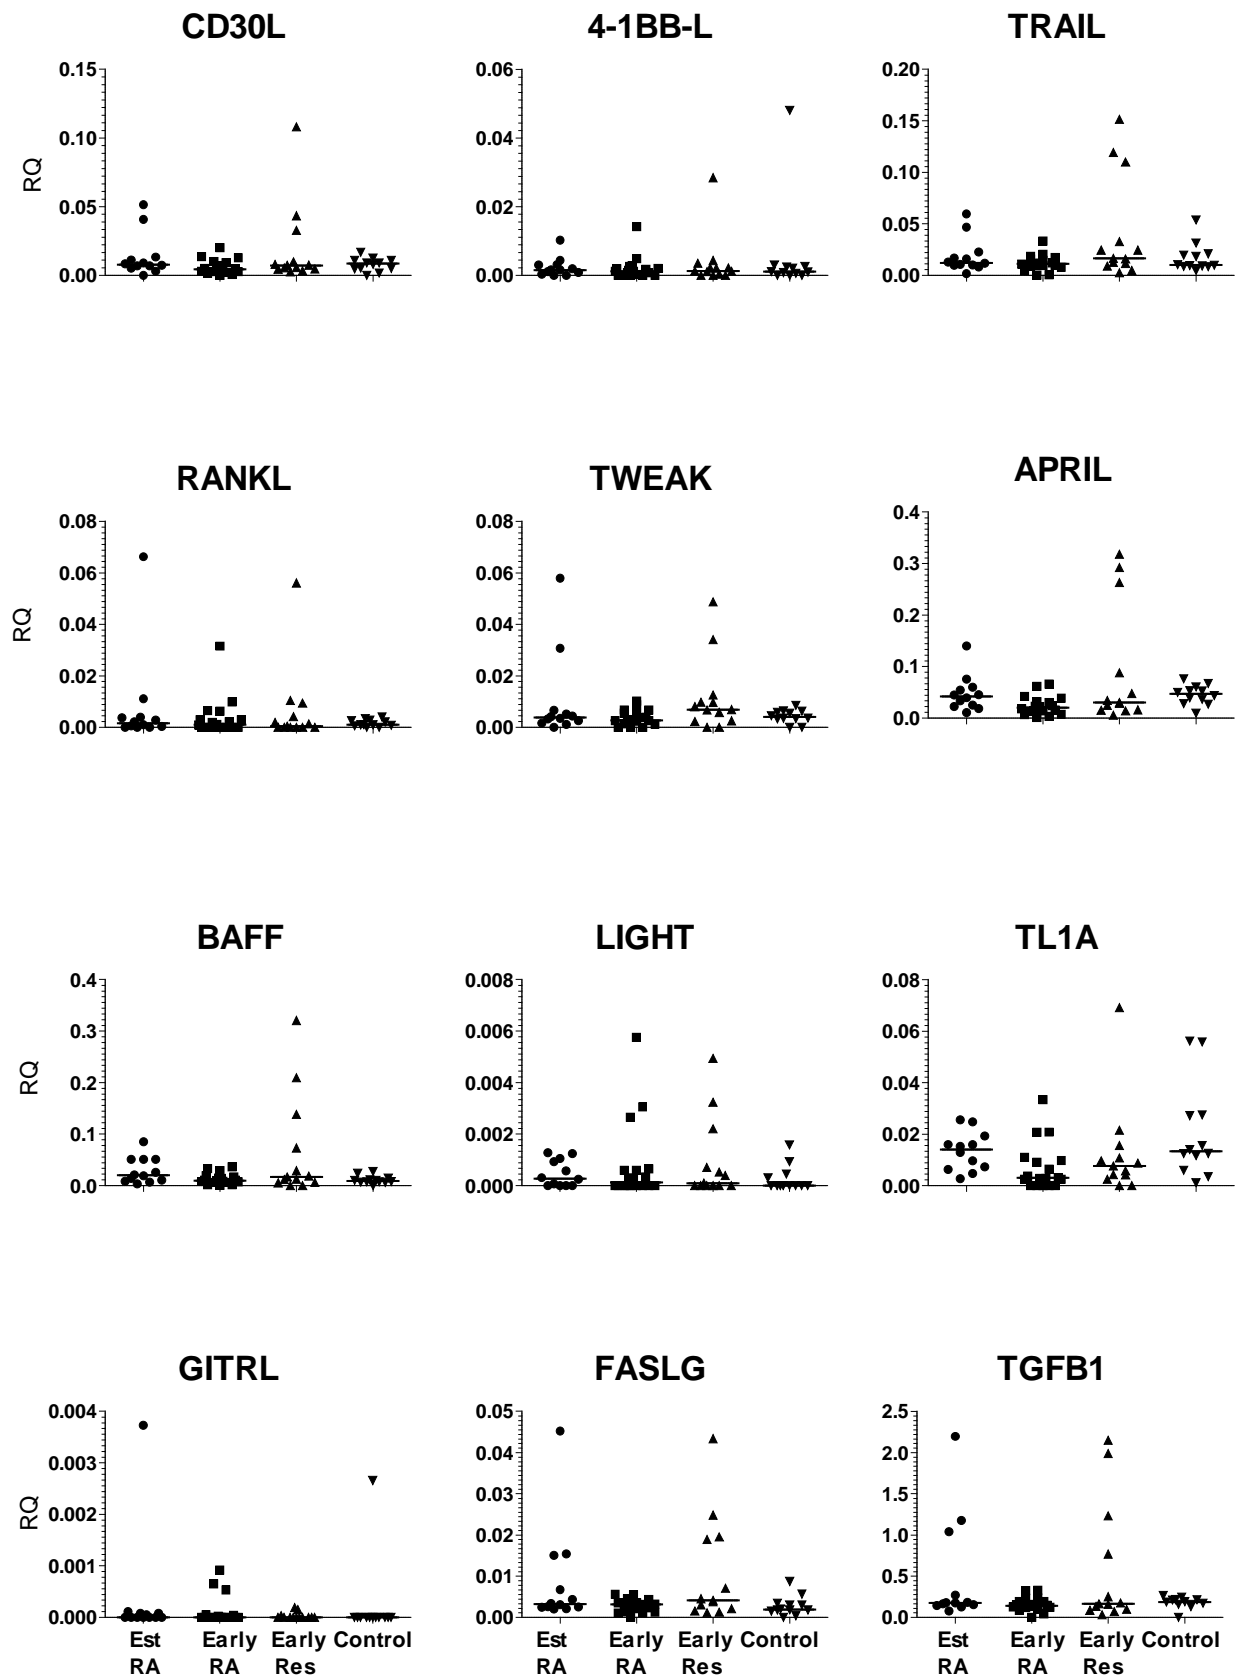 CD30L 4-1BB-L TRAIL
0.15 0.06 0.20
0.15
0.10 0.04
RQ 0.10
0.05 0.02
0.05
0.00 0.00 0.00
RANKL TWEAK APRIL
0.08 0.08 0.4
0.06 0.06 0.3
RQ 0.04 0.04 0.2
0.02 0.02 0.1
0.00 0.00 0.0
BAFF LIGHT TL1A
0.4 0.008 0.08
0.3 0.006 0.06
RQ 0.2 0.004 0.04
0.1 0.002 0.02
0.0 0.000 0.00
GITRL FASLG TGFB1
0.004 0.05 2.5
0.04 2.0
0.003
0.03 1.5
RQ 0.002
0.02 1.0
0.001
0.01 0.5
0.000 0.00 0.0
Est Early Early Control Est Early Early Control Est Early Early Control
RA RA Res RA RA Res RA RA Res